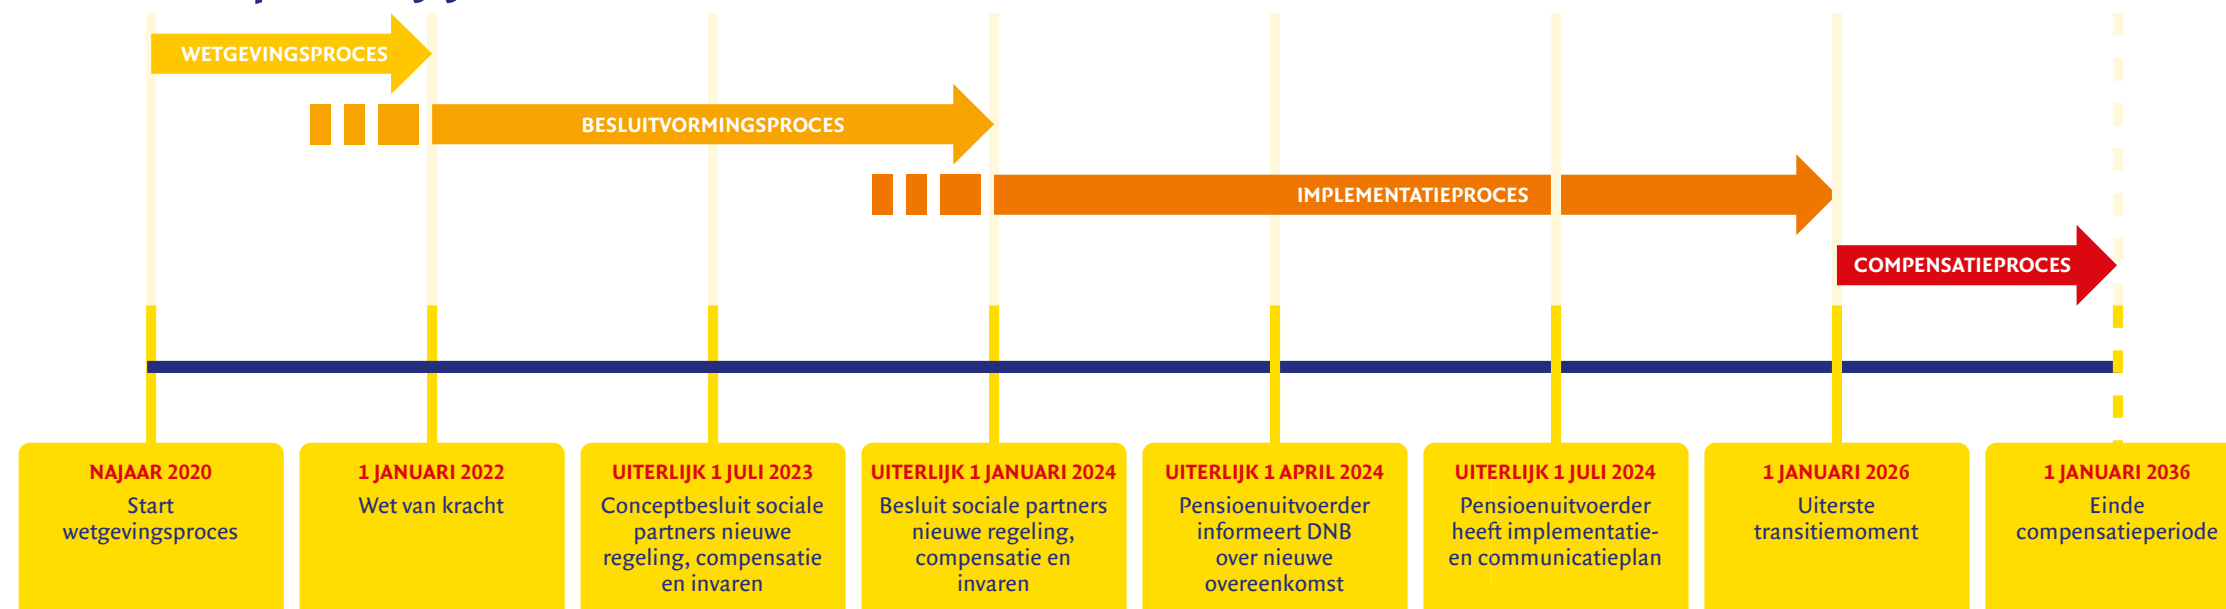 WETGEVINGSPROCES
BESLUITVORMINGSPROCES
IMPLEMENTATIEPROCES
COMPENSATIEPROCES
NAJAAR 2020
Start
wetgevingsproces
1 JANUARI 2022
Wet van kracht
UITERLIJK 1 JULI 2023
Conceptbesluit sociale
partners nieuwe
regeling, compensatie
en invaren
UITERLIJK 1 JANUARI 2024
Besluit sociale partners
nieuwe regeling,
compensatie en
invaren
UITERLIJK 1 APRIL 2024
Pensioenuitvoerder
informeert DNB
over nieuwe
overeenkomst
UITERLIJK 1 JULI 2024
Pensioenuitvoerder
heeft implementatie-
en communicatieplan
1 JANUARI 2026
Uiterste
transitiemoment
1 JANUARI 2036
Einde
compensatieperiode